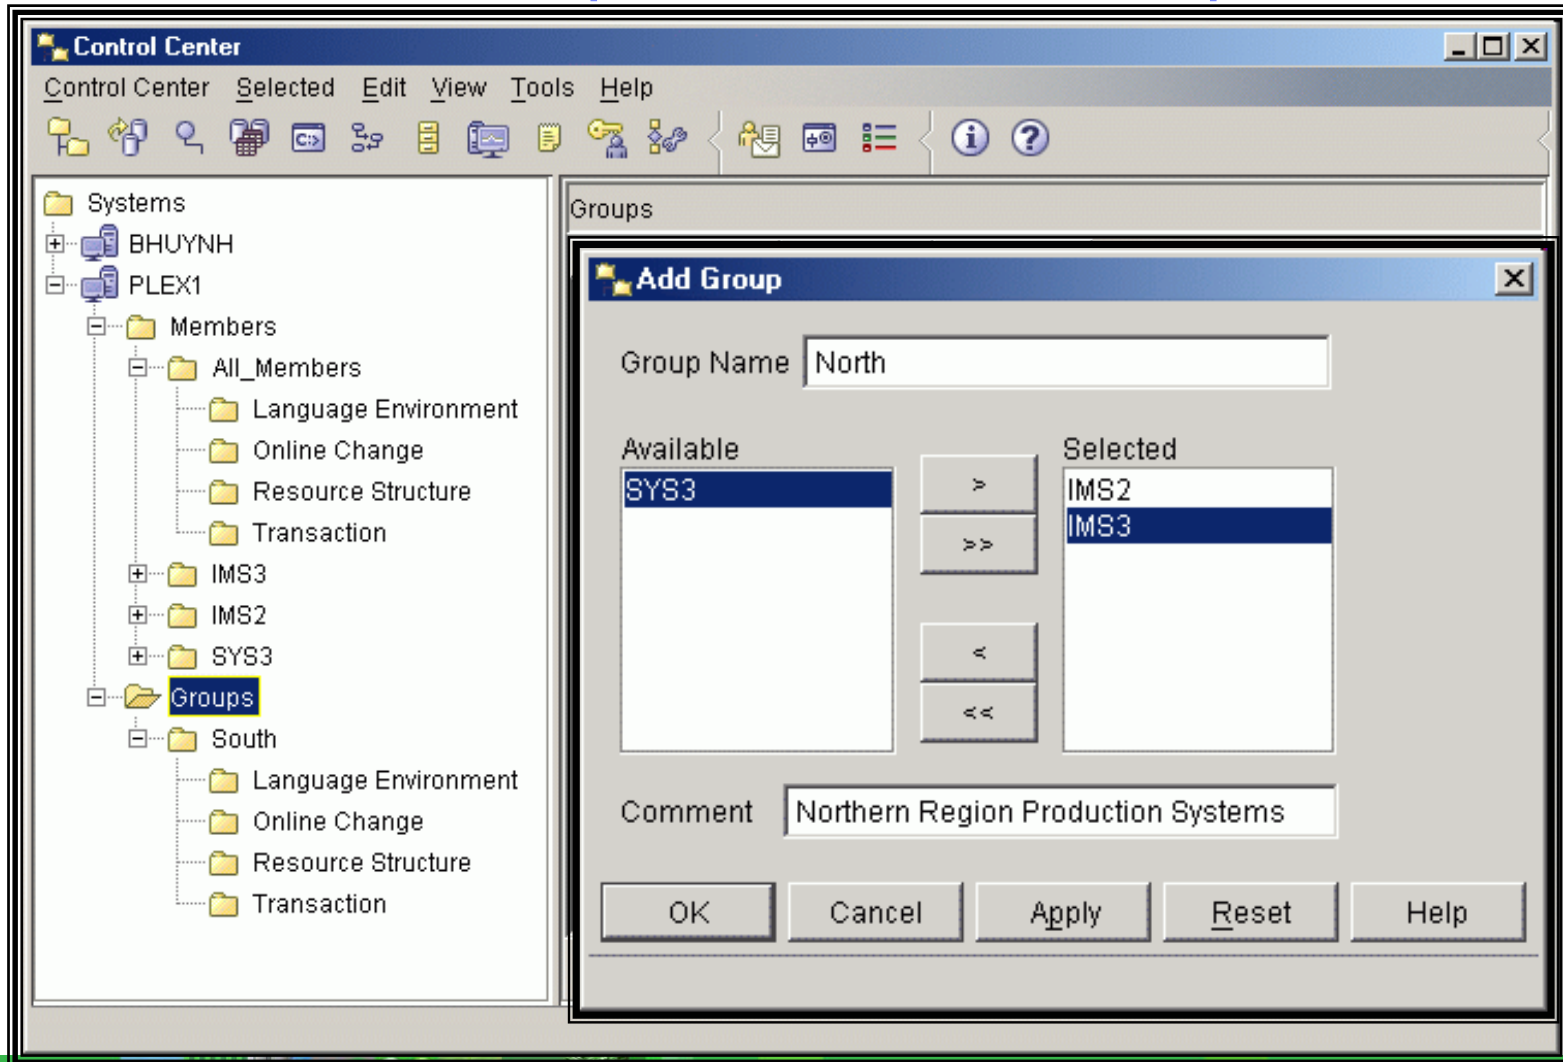 Control Center
Control Center Selected Edit View Tools Help
Systems
BHUYNH
PLEX1
Members
All_Members
Language Environment
Online Change
Resource Structure
Transaction
IMS3
IMS2
SYS3
Groups
South
Language Environment
Online Change
Resource Structure
Transaction
Groups
Add Group
Group Name North
Available
SYS3
>
>>
<
<<
Selected
IMS2
IMS3
Comment Northern Region Production Systems
OK Cancel Apply Reset Help